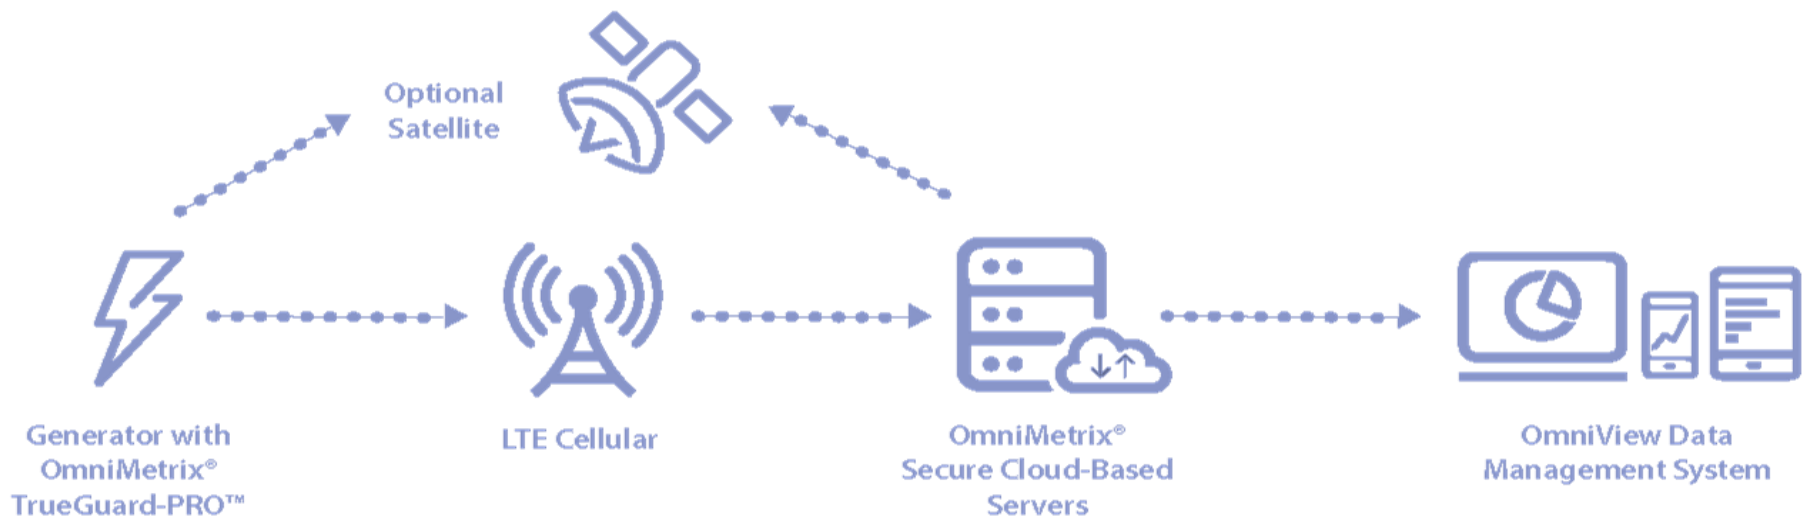 Optional
Satellite
Generator with
OmniMetrix®
TrueGuard-PRO™
LTE Cellular
OmniMetrix®
Secure Cloud-Based
Servers
OmniView Data
Management System